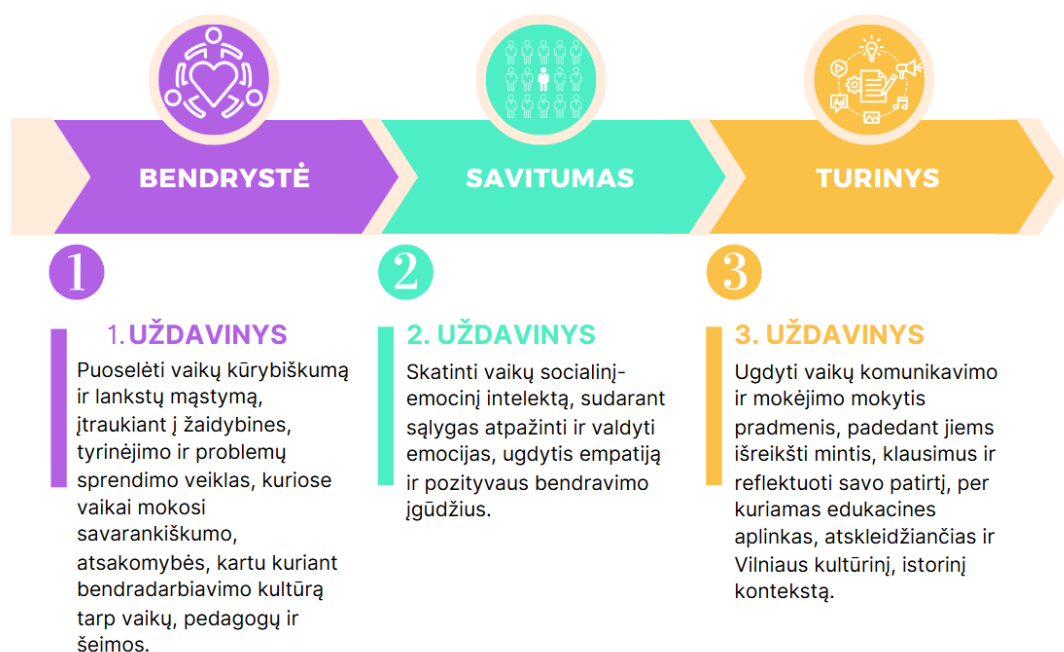 BENDRYSTĖ
SAVITUMAS
TURINYS
1
1. UŽDAVINYS
Puoselėti vaikų kūrybiškumą
ir lankstų mąstymą,
įtraukiant į žaidybines,
tyrinėjimo ir problemų
sprendimo veiklas, kuriose
vaikai mokosi
savarankiškumo,
atsakomybės, kartu kuriant
bendradarbiavimo kultūrą
tarp vaikų, pedagogų ir
šeimos.
2
2. UŽDAVINYS
Skatinti vaikų socialinį-
emocinį intelektą, sudarant
sąlygas atpažinti ir valdyti
emocijas, ugdytis empatiją
ir pozityvaus bendravimo
įgūdžius.
3
3. UŽDAVINYS
Ugdyti vaikų komunikavimo
ir mokėjimo mokytis
pradmenis, padedant jiems
išreikšti mintis, klausimus ir
reflektuoti savo patirtį, per
kuriamas edukacines
aplinkas, atskleidžiančias ir
Vilniaus kultūrinį, istorinį
kontekstą.
Ad